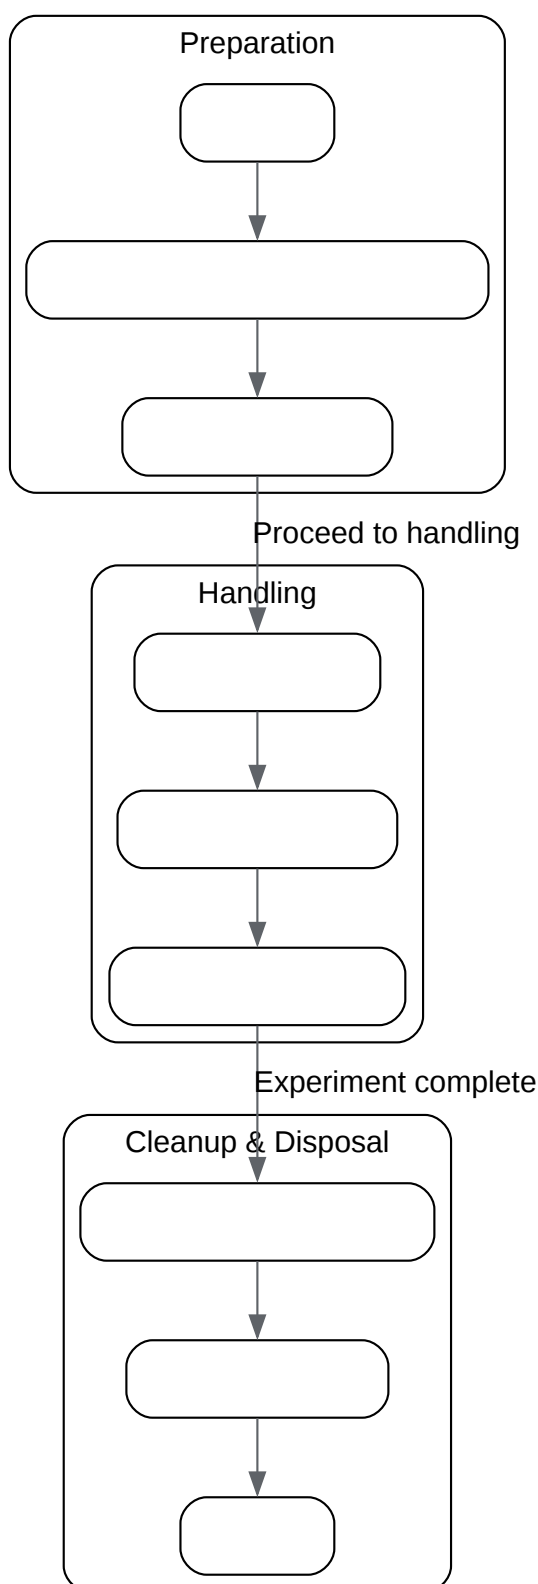 Preparation
Proceed to handling
Handling
Experiment complete
Cleanup & Disposal